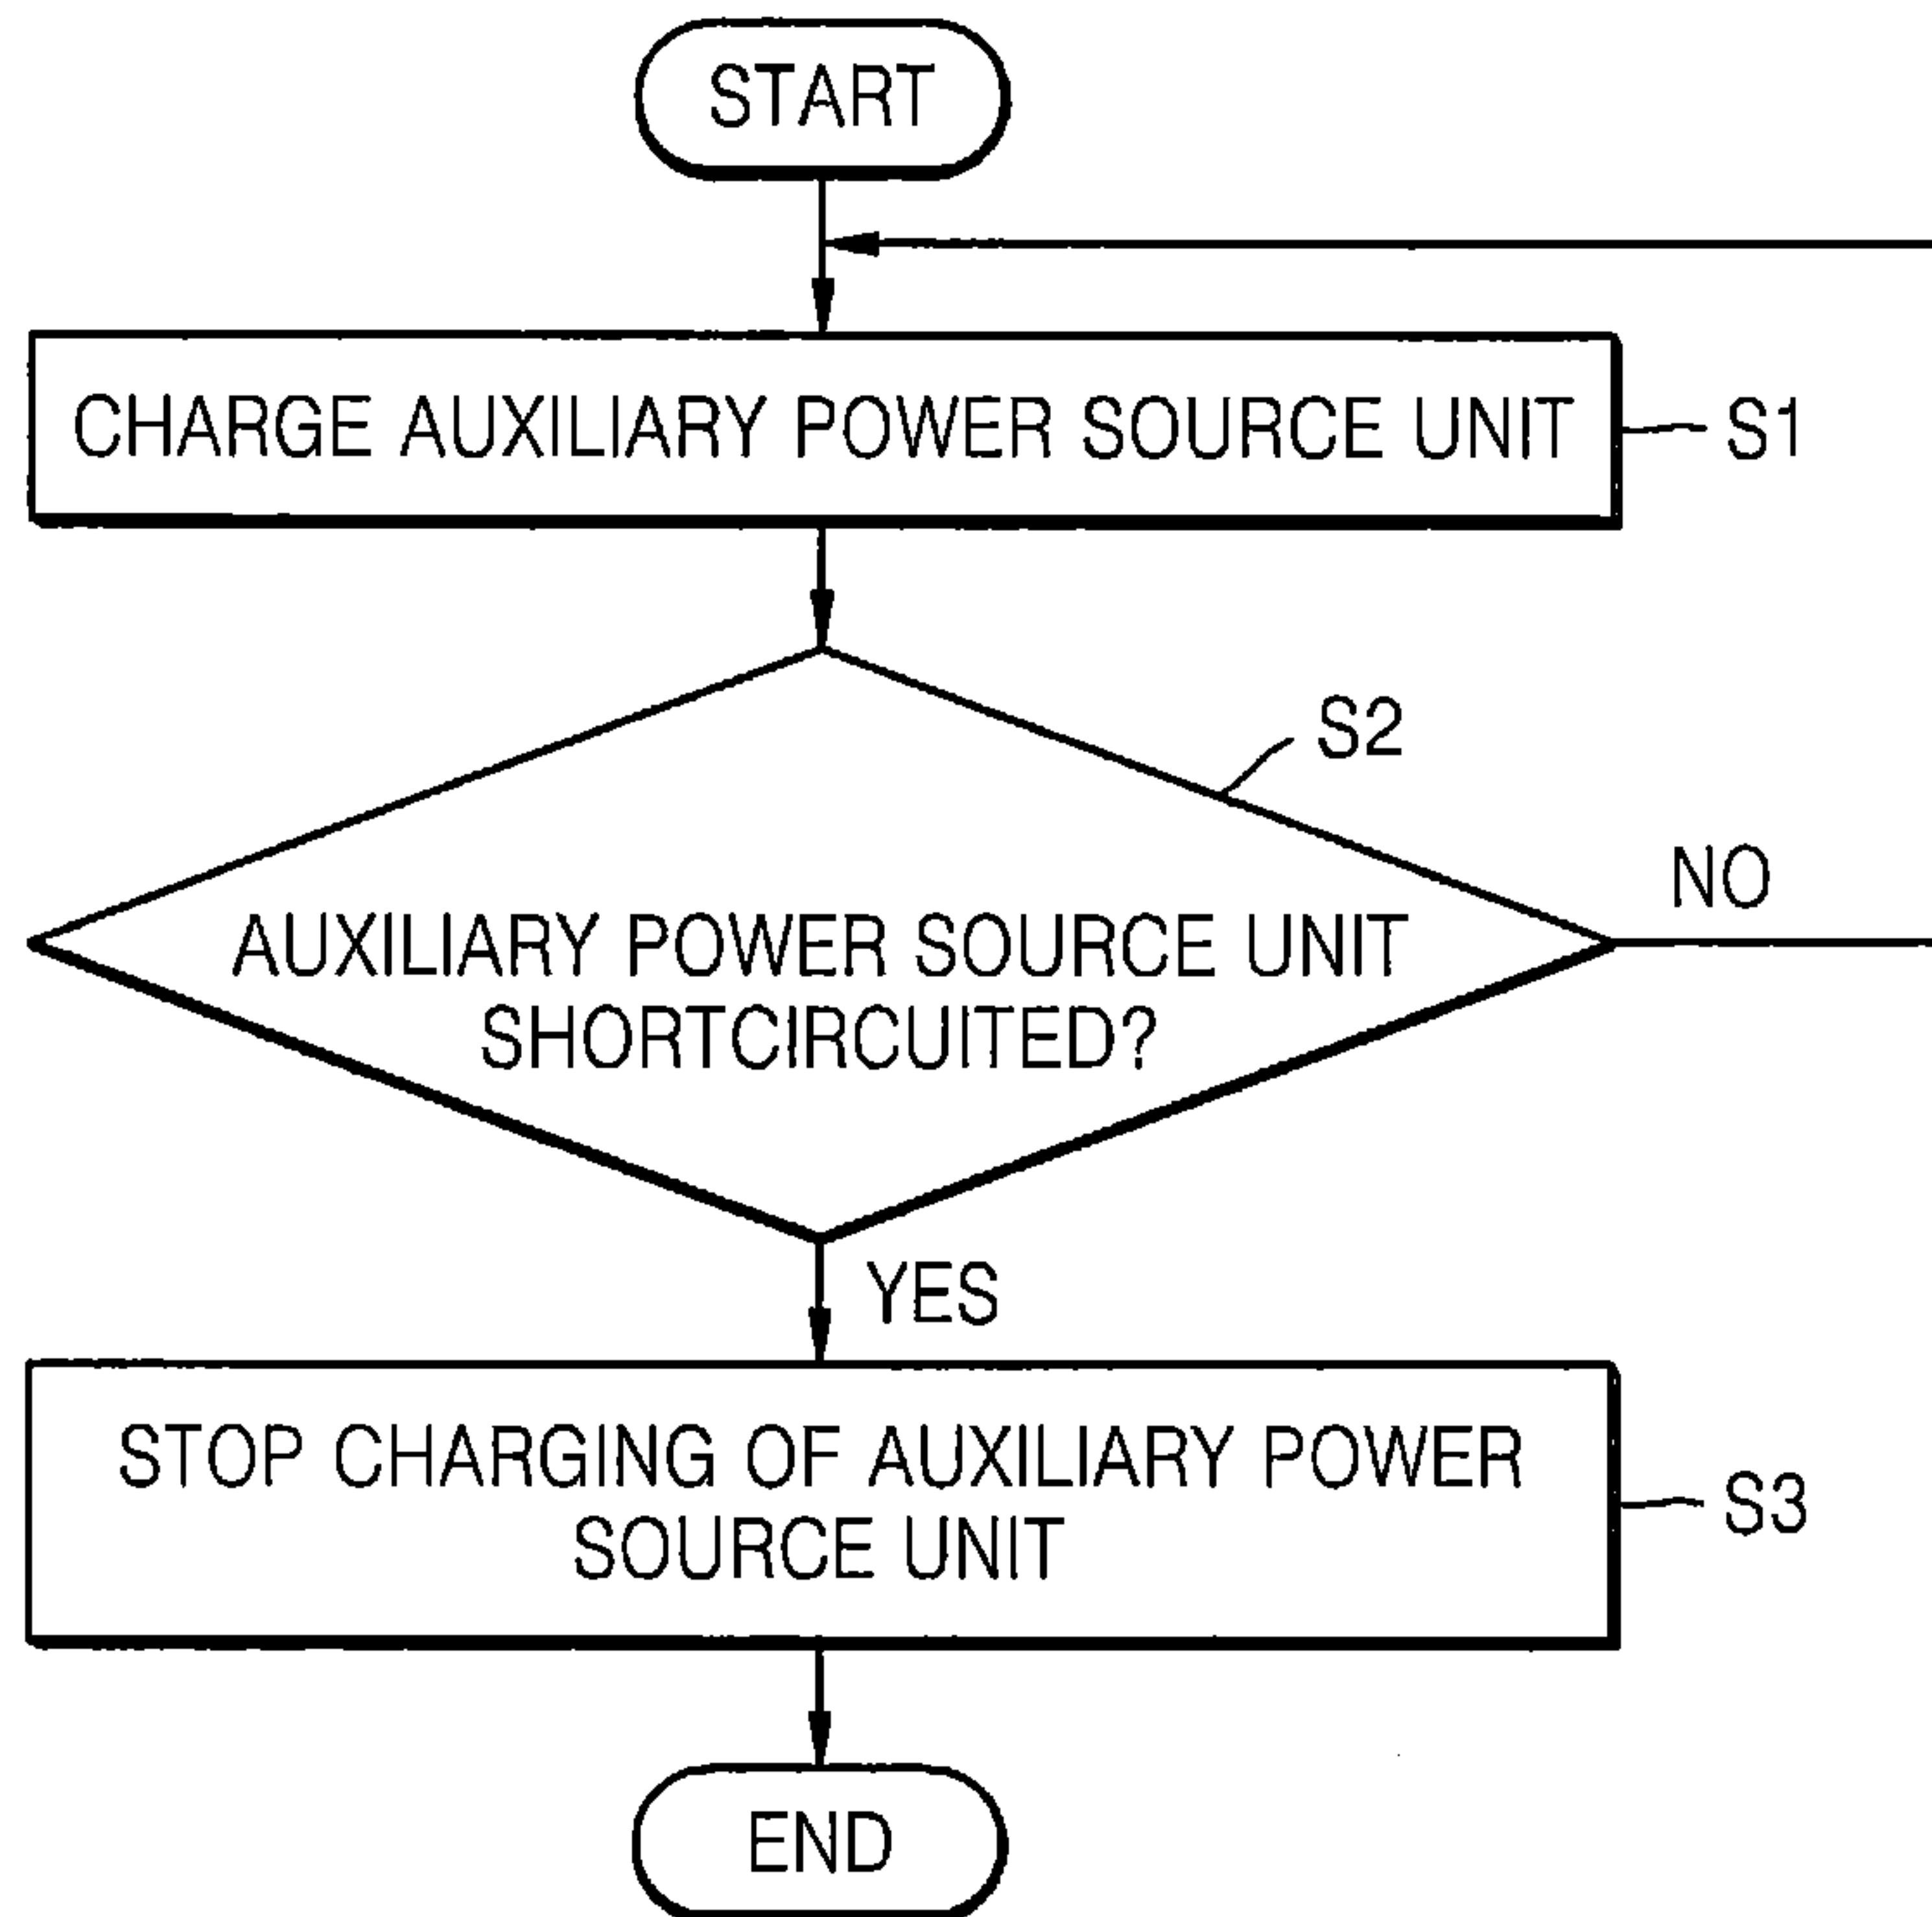 START
CHARGE AUXILIARY POWER SOURCE UNIT
S1
S2
AUXILIARY POWER SOURCE UNIT
SHORTCIRCUITED?
NO
YES
STOP CHARGING OF AUXILIARY POWER
SOURCE UNIT
S3
END